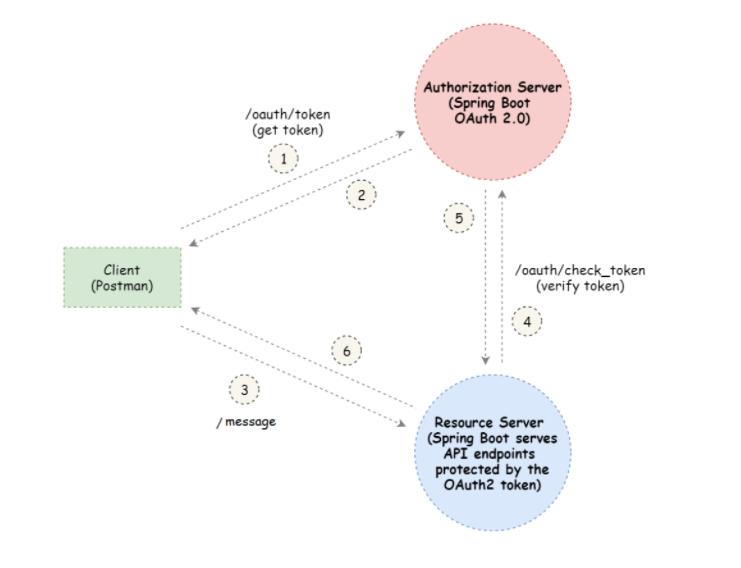 Authorization Server
(Spring Boot
OAuth 2.0)
/oauth/token
(get token)
1
2
5
/oauth/check_token
(verify token)
4
Client
(Postman)
6
3
/message
Resource Server
(Spring Boot serves
API endpoints
protected by the
OAuth2 token)